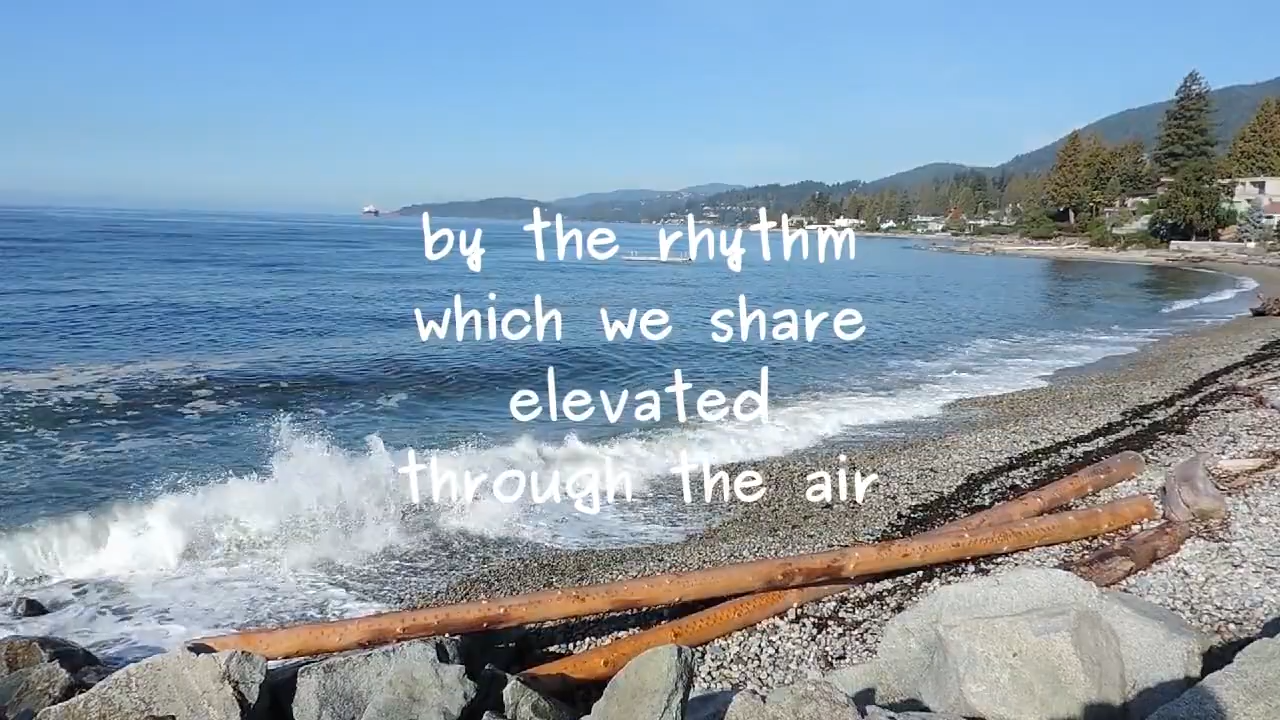 by the rhythm
which we share
elevated
through the air